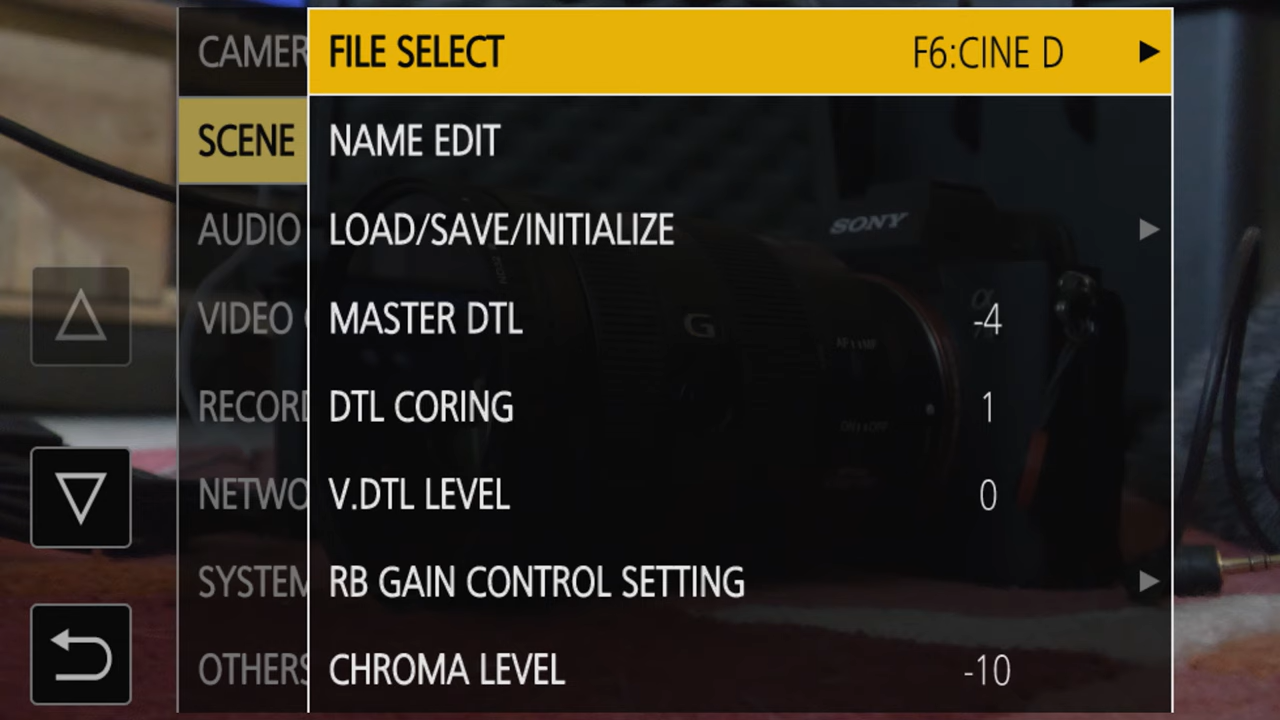 CAMER
FILE SELECT F6:CINE D
SCENE
NAME EDIT
AUDIO
LOAD/SAVE/INITIALIZE
SONY
α
VIDEO
MASTER DTL -4
G
RECORD
DTL CORING 1
NETWO
V.DTL LEVEL 0
SYSTEM
RB GAIN CONTROL SETTING
OTHERS
CHROMA LEVEL -10